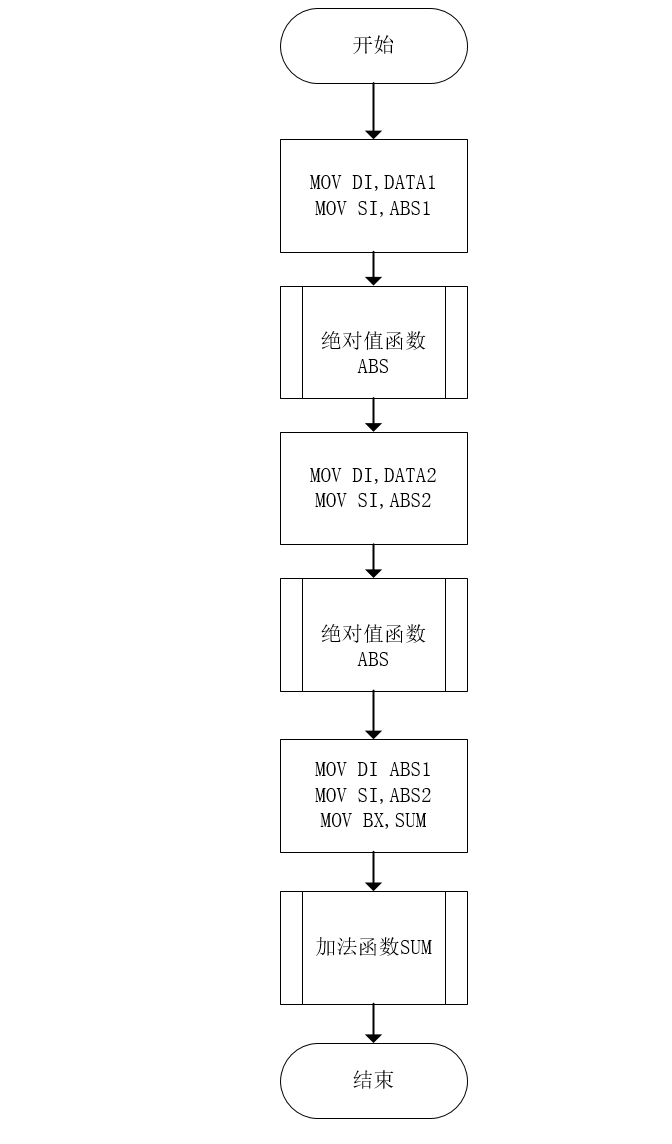 开始
MOV DI,DATA1
MOV SI,ABS1
绝对值函数
ABS
MOV DI,DATA2
MOV SI,ABS2
绝对值函数
ABS
MOV DI ABS1
MOV SI,ABS2
MOV BX,SUM
加法函数SUM
结束